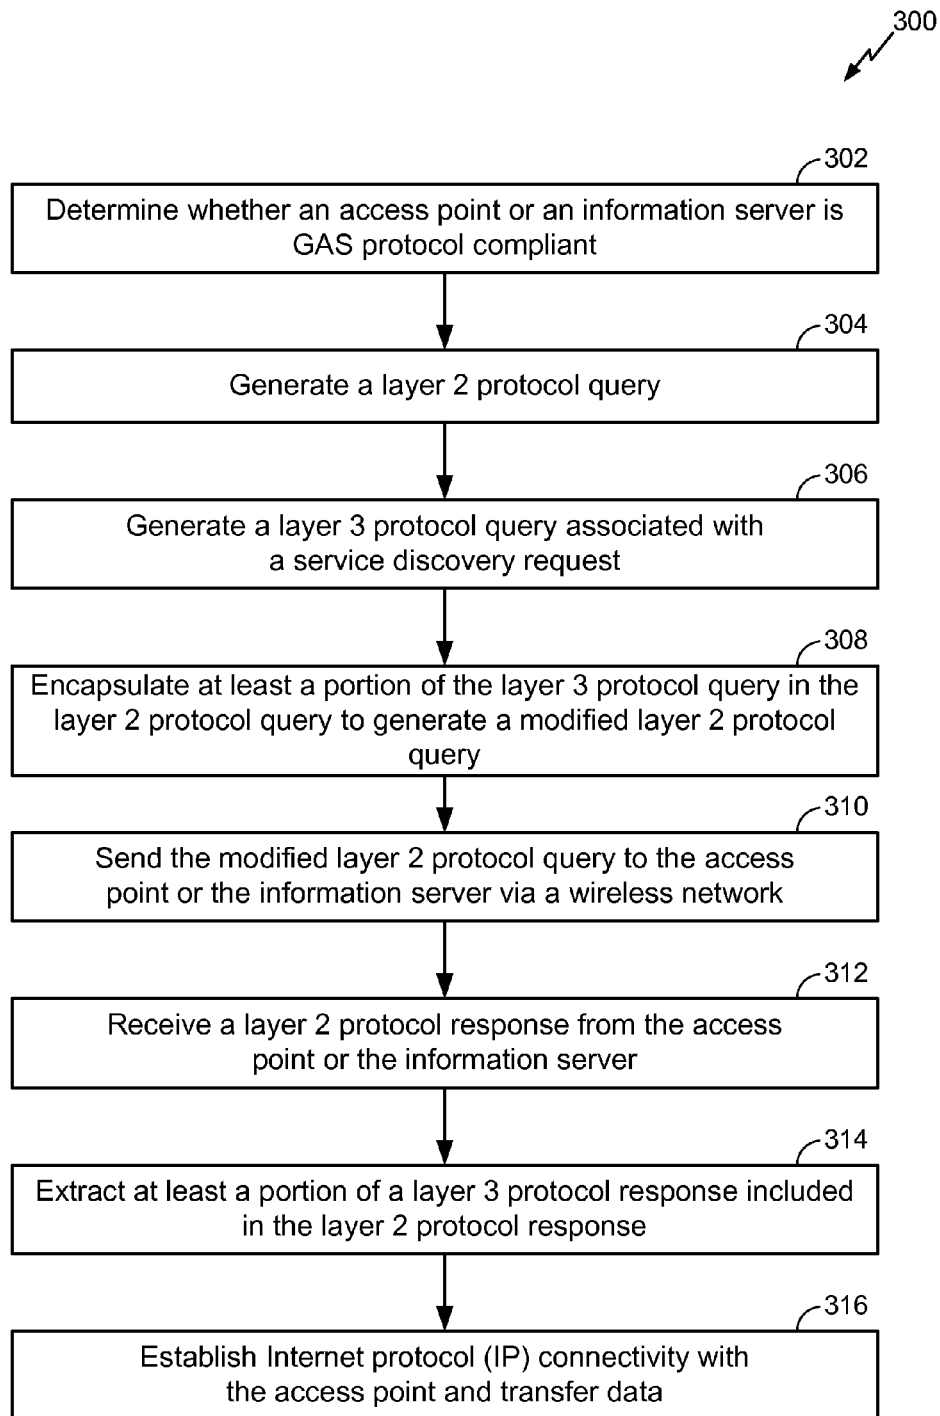 300
302
Determine whether an access point or an information server is
GAS protocol compliant
304
Generate a layer 2 protocol query
306
Generate a layer 3 protocol query associated with
a service discovery request
308
Encapsulate at least a portion of the layer 3 protocol query in the
layer 2 protocol query to generate a modified layer 2 protocol
query
310
Send the modified layer 2 protocol query to the access
point or the information server via a wireless network
312
Receive a layer 2 protocol response from the access
point or the information server
314
Extract at least a portion of a layer 3 protocol response included
in the layer 2 protocol response
316
Establish Internet protocol (IP) connectivity with
the access point and transfer data